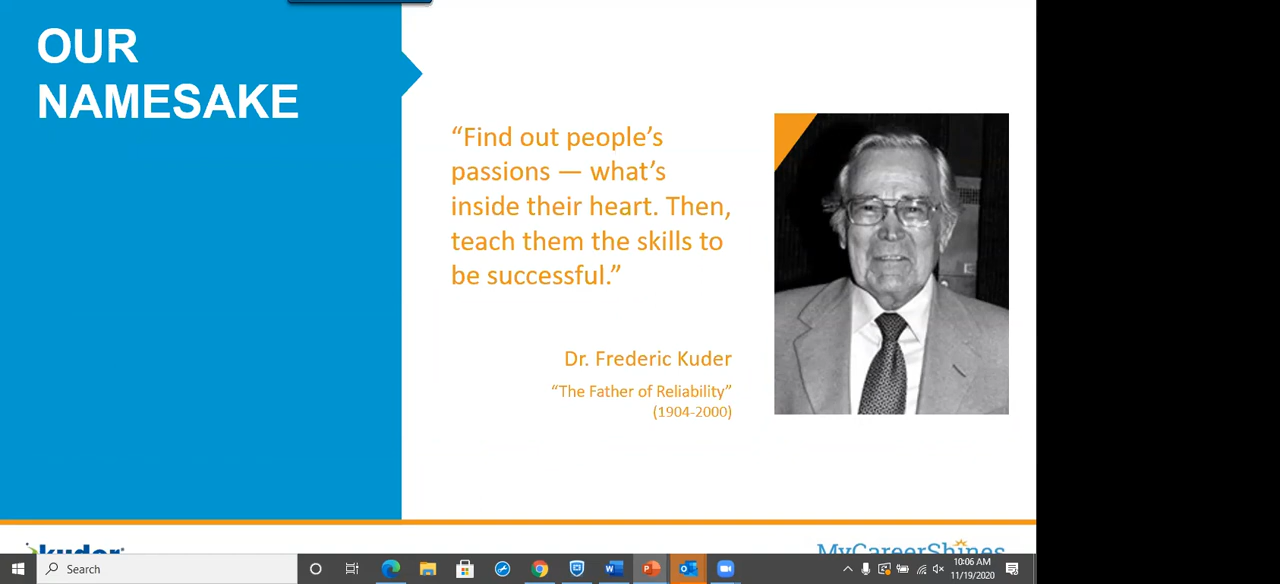 OUR
NAMESAKE
“Find out people’s
passions — what’s
inside their heart. Then,
teach them the skills to
be successful.”
Dr. Frederic Kuder
“The Father of Reliability”
(1904-2000)
kuder
MyCareerShines
Search
10:06 AM
11/19/2020